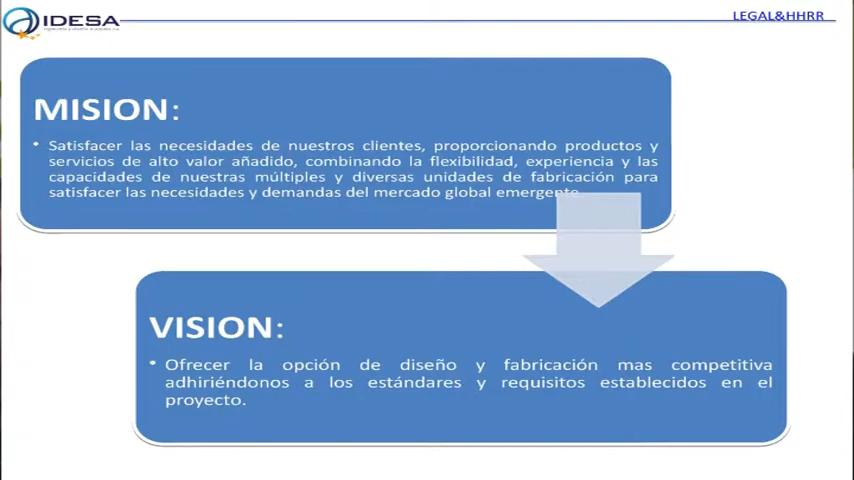 IDESA
LEGAL&HHRR
MISION:
• Satisfacer las necesidades de nuestros clientes, proporcionando productos y
servicios de alto valor añadido, combinando la flexibilidad, experiencia y las
capacidades de nuestras múltiples y diversas unidades de fabricación para
satisfacer las necesidades y demandas del mercado global emergente.
VISION:
• Ofrecer la opción de diseño y fabricación mas competitiva
adhiriéndonos a los estándares y requisitos establecidos en el
proyecto.